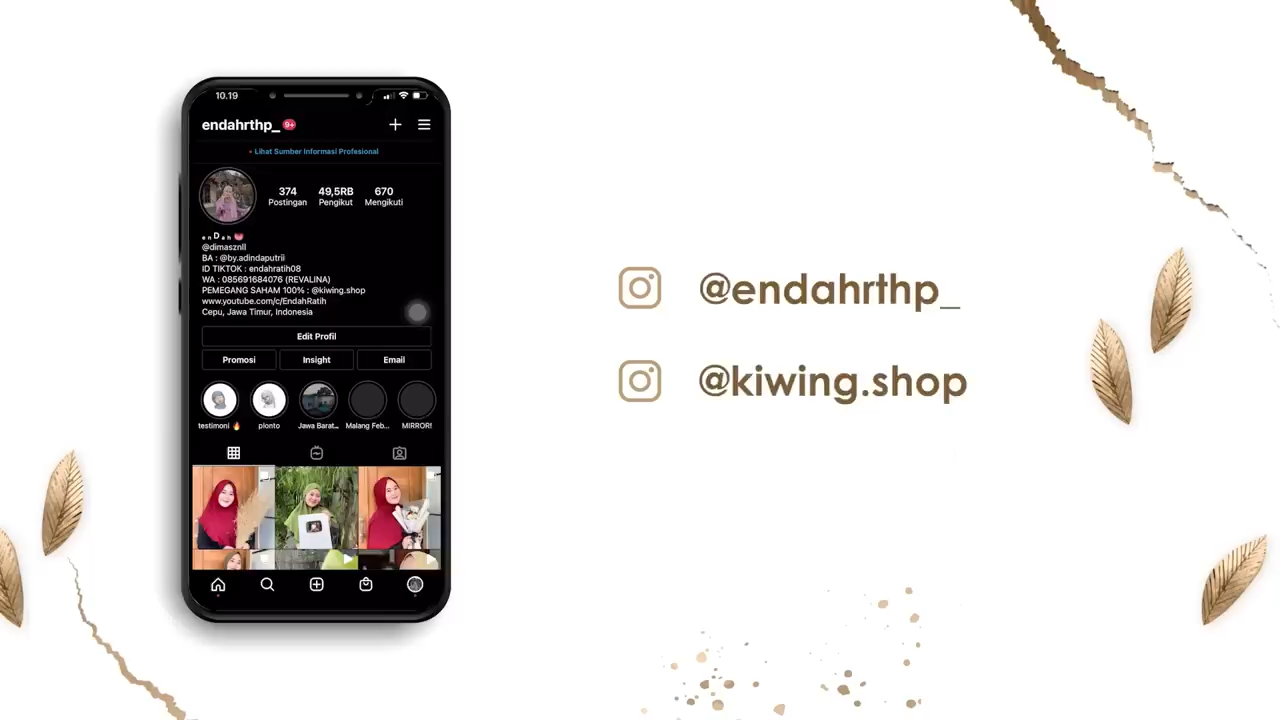 10.19
endahrthp_ 9+
• Lihat Sumber Informasi Profesional
374 49,5RB 670
Postingan Pengikut Mengikuti
ₑ ₙ D ₐ ₕ
@dimasznll
BA : @by.adindaputrii
ID TIKTOK : endahratih08
WA : 085691684076 (REVALINA)
PEMEGANG SAHAM 100% : @kiwing.shop
www.youtube.com/c/EndahRatih
Cepu, Jawa Timur, Indonesia
Edit Profil
Promosi Insight Email
testimoni 🔥 pionto Jawa Barat... Malang Feb... MIRROR!
@endahrthp_
@kiwing.shop